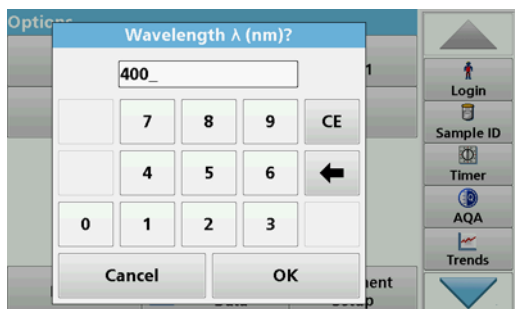 Options
Wavelength λ (nm)?
400_
1
7 8 9 CE
4 5 6
0 1 2 3
Cancel OK
Login
Sample ID
Timer
AQA
Trends